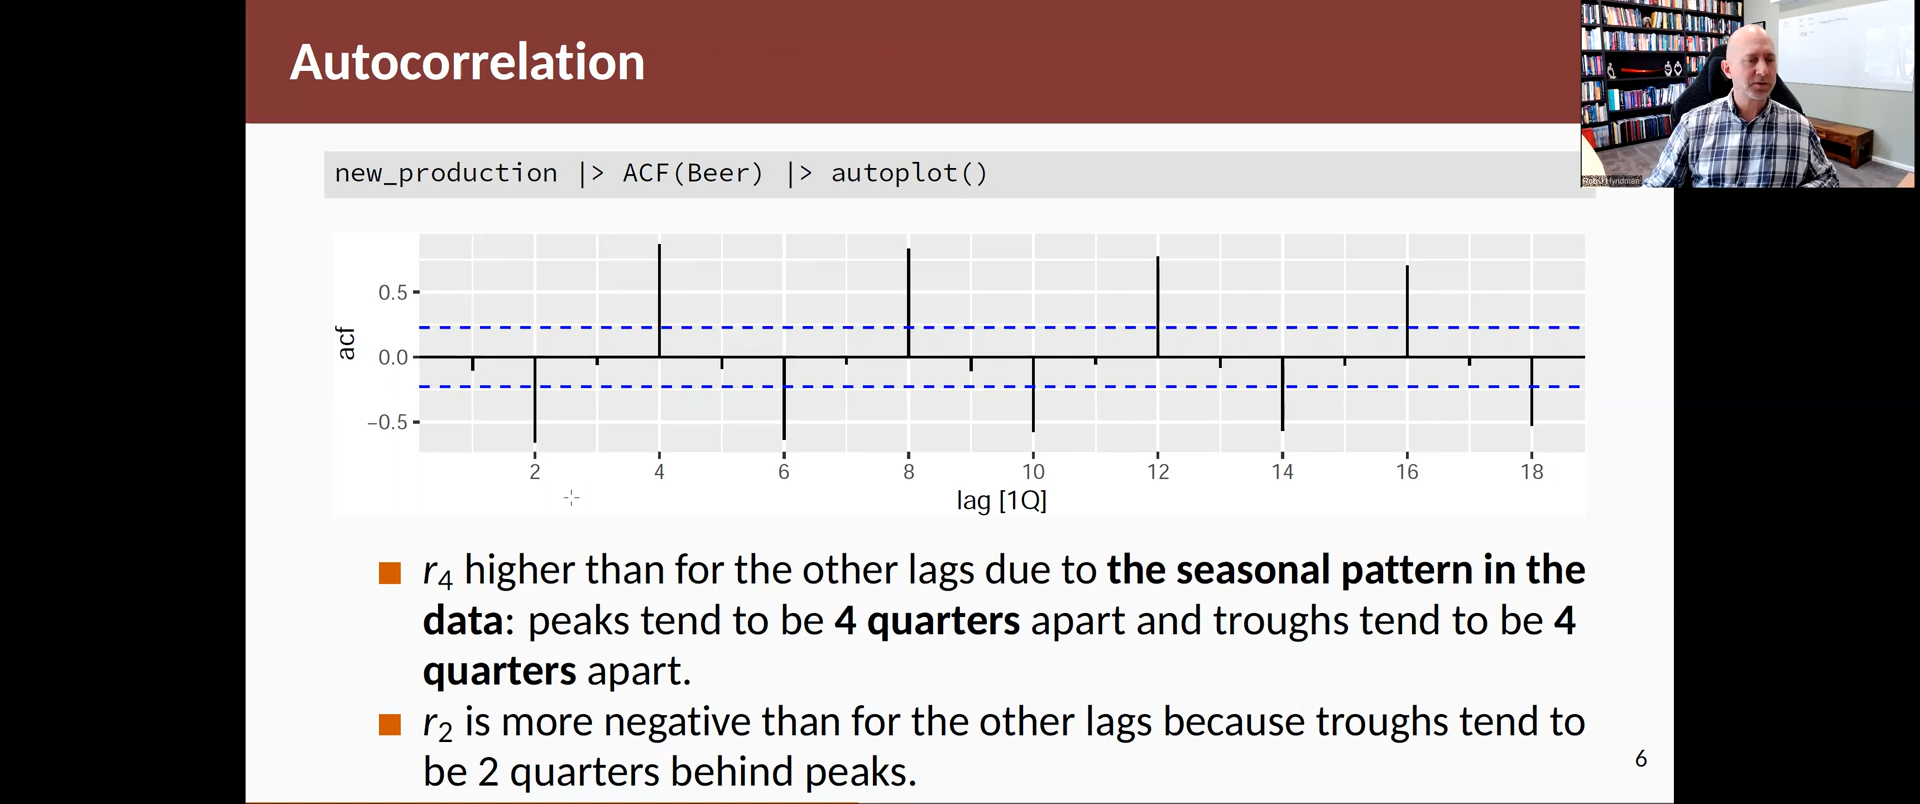 Autocorrelation
new_production |> ACF(Beer) |> autoplot()
acf
0.5
0.0
−0.5
2 4 6 8 10 12 14 16 18
lag [1Q]
r4 higher than for the other lags due to the seasonal pattern in the
data: peaks tend to be 4 quarters apart and troughs tend to be 4
quarters apart.
r2 is more negative than for the other lags because troughs tend to
be 2 quarters behind peaks.
6